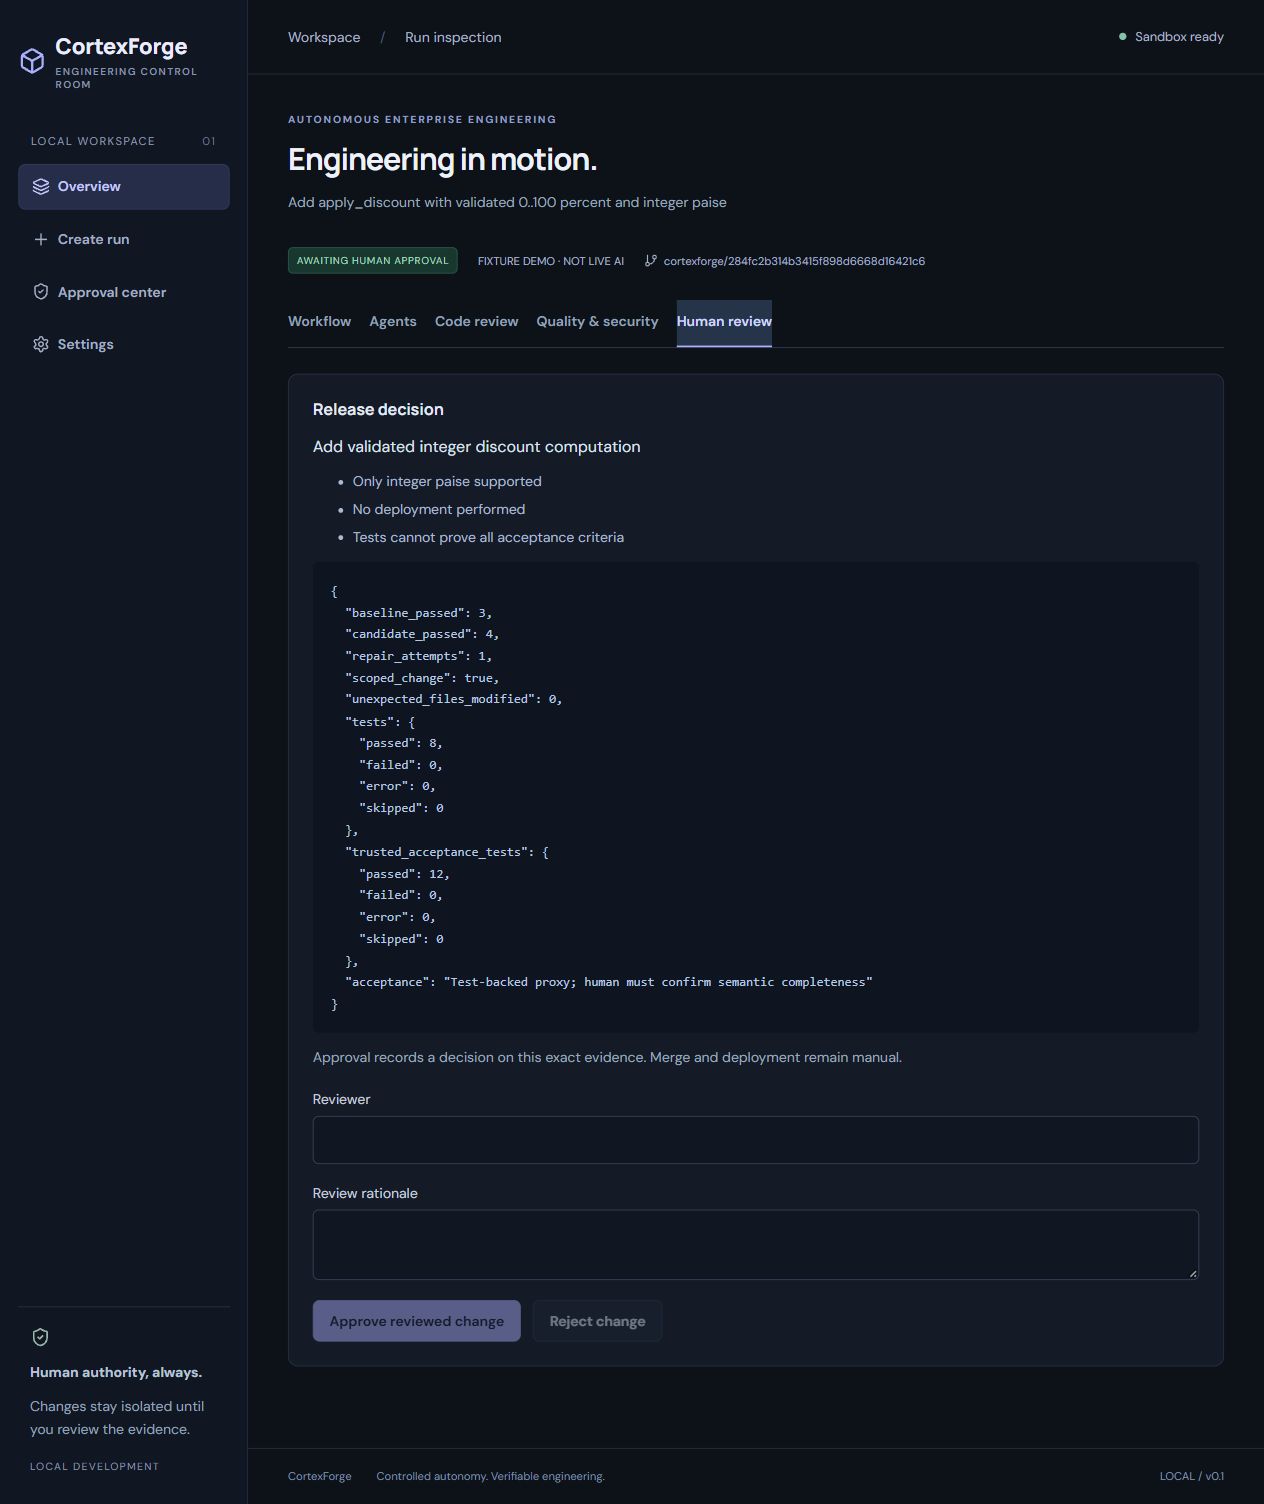 CortexForge
ENGINEERING CONTROL
ROOM
LOCAL WORKSPACE 01
Overview
Create run
Approval center
Settings
Human authority, always.
Changes stay isolated until
you review the evidence.
LOCAL DEVELOPMENT
Workspace / Run inspection
Sandbox ready
AUTONOMOUS ENTERPRISE ENGINEERING
Engineering in motion.
Add apply_discount with validated 0..100 percent and integer paise
AWAITING HUMAN APPROVAL FIXTURE DEMO · NOT LIVE AI cortexforge/284fc2b314b3415f898d6668d16421c6
Workflow Agents Code review Quality & security Human review
Release decision
Add validated integer discount computation
• Only integer paise supported
• No deployment performed
• Tests cannot prove all acceptance criteria
{
  "baseline_passed": 3,
  "candidate_passed": 4,
  "repair_attempts": 1,
  "scoped_change": true,
  "unexpected_files_modified": 0,
  "tests": {
    "passed": 8,
    "failed": 0,
    "error": 0,
    "skipped": 0
  },
  "trusted_acceptance_tests": {
    "passed": 12,
    "failed": 0,
    "error": 0,
    "skipped": 0
  },
  "acceptance": "Test-backed proxy; human must confirm semantic completeness"
}
Approval records a decision on this exact evidence. Merge and deployment remain manual.
Reviewer
Review rationale
Approve reviewed change Reject change
CortexForge Controlled autonomy. Verifiable engineering. LOCAL / v0.1